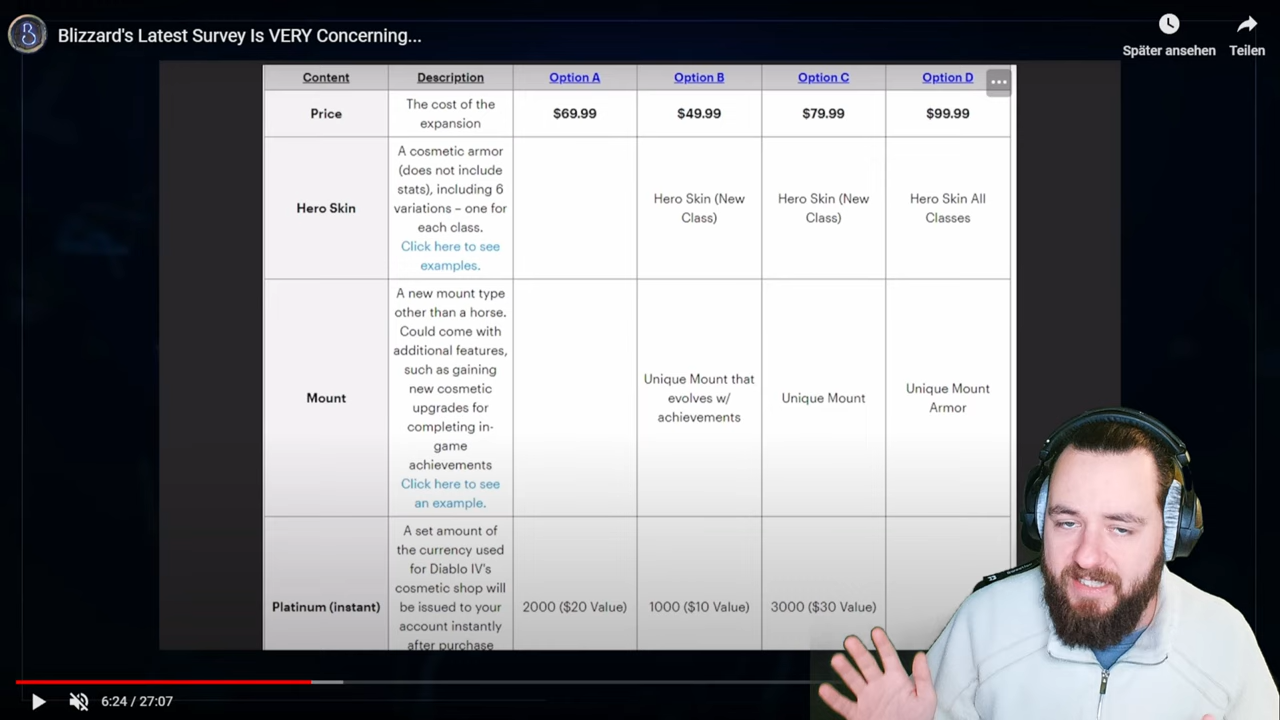 Blizzard's Latest Survey Is VERY Concerning...
Später ansehen
Teilen
Content Description Option A Option B Option C Option D
Price
The cost of the
expansion
$69.99 $49.99 $79.99 $99.99
Hero Skin
A cosmetic armor
(does not include
stats), including 6
variations – one for
each class.
Click here to see
examples.
Hero Skin (New
Class)
Hero Skin (New
Class)
Hero Skin All
Classes
Mount
A new mount type
other than a horse.
Could come with
additional features,
such as gaining
new cosmetic
upgrades for
completing in-
game
achievements
Click here to see
an example.
Unique Mount that
evolves w/
achievements
Unique Mount
Unique Mount
Armor
Platinum (instant)
A set amount of
the currency used
for Diablo IV's
cosmetic shop will
be issued to your
account instantly
after purchase
2000 ($20 Value) 1000 ($10 Value) 3000 ($30 Value)
6:24 / 27:07